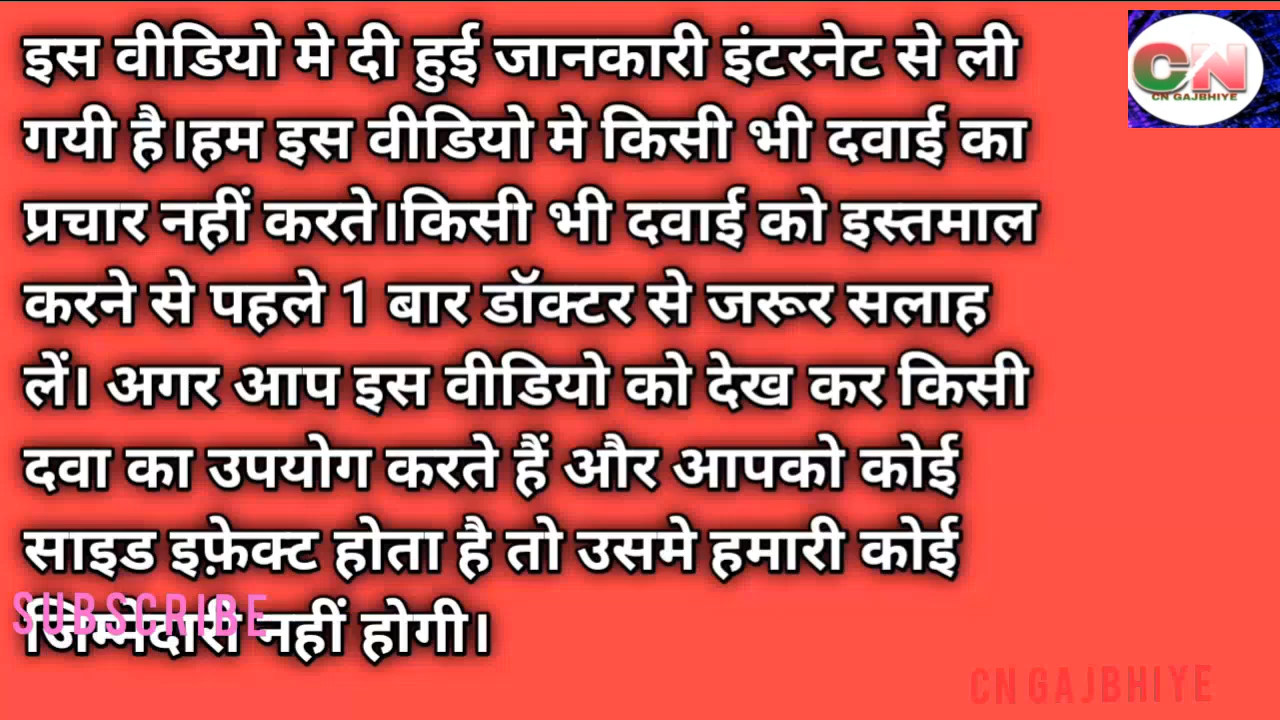 इस वीडियो मे दी हुई जानकारी इंटरनेट से ली
गयी है।हम इस वीडियो मे किसी भी दवाई का
प्रचार नहीं करते।किसी भी दवाई को इस्तमाल
करने से पहले 1 बार डॉक्टर से जरूर सलाह
लें। अगर आप इस वीडियो को देख कर किसी
दवा का उपयोग करते हैं और आपको कोई
साइड इफ़ेक्ट होता है तो उसमे हमारी कोई
जिम्मेदारी नहीं होगी।
SUBSCRIBE
CN
CN GAJBHIYE
CN GAJBHIYE